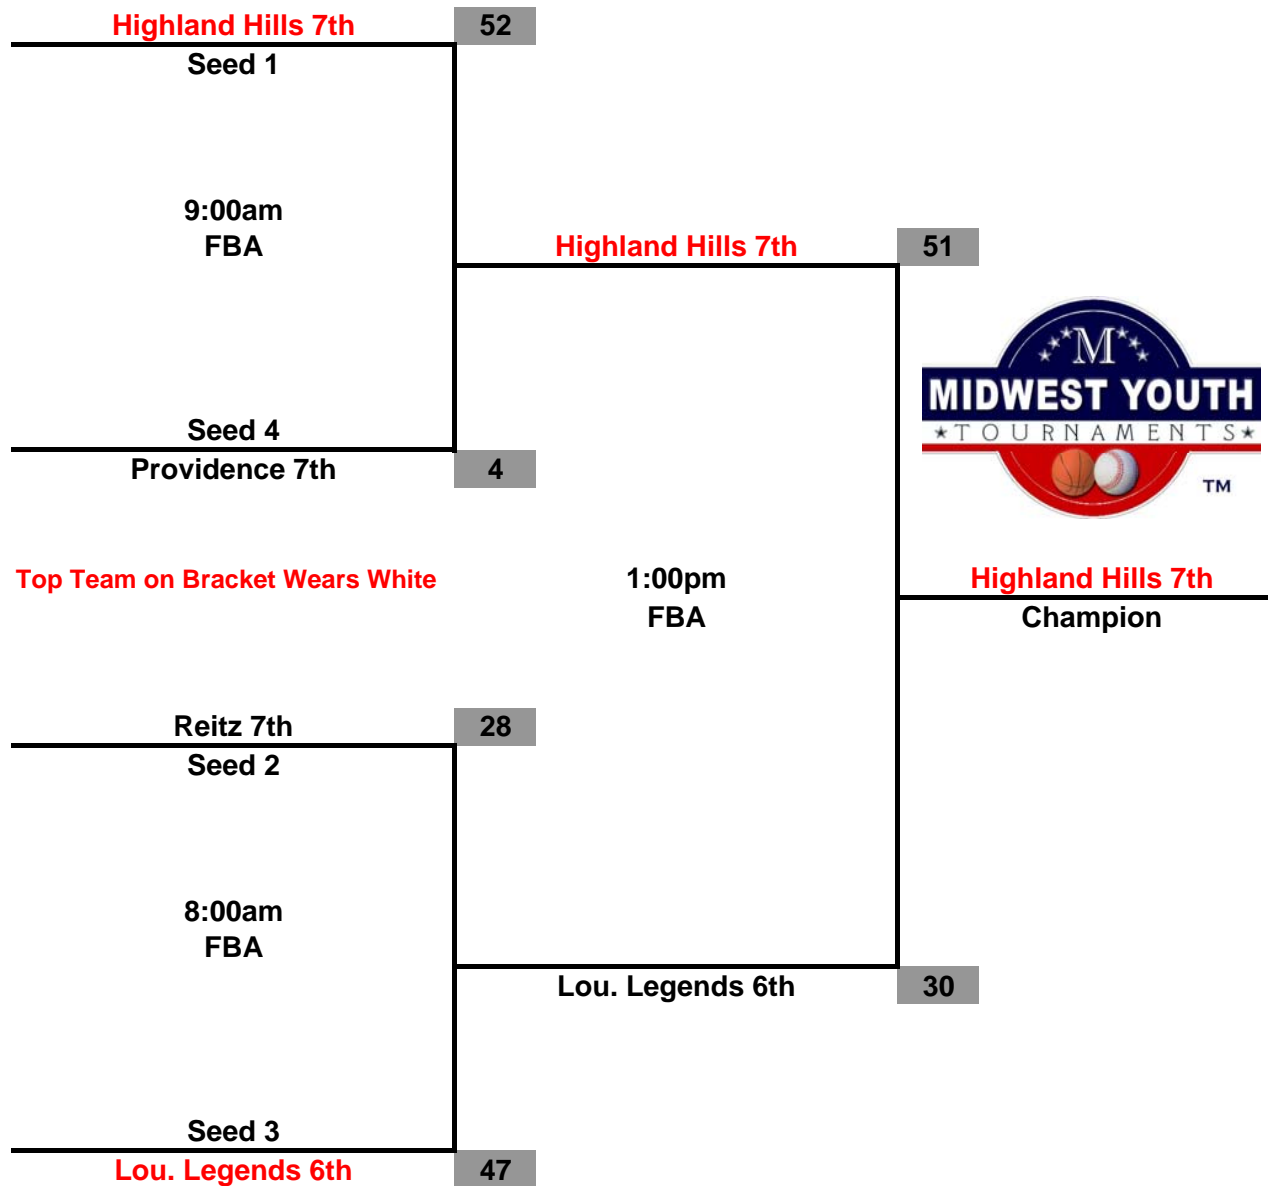 Highland Hills 7th 52
Seed 1
9:00am
FBA
Highland Hills 7th 51
M
MIDWEST YOUTH
TOURNAMENTS
TM
Seed 4
Providence 7th 4
Top Team on Bracket Wears White
1:00pm
FBA
Highland Hills 7th
Champion
Reitz 7th 28
Seed 2
8:00am
FBA
Lou. Legends 6th 30
Seed 3
Lou. Legends 6th 47